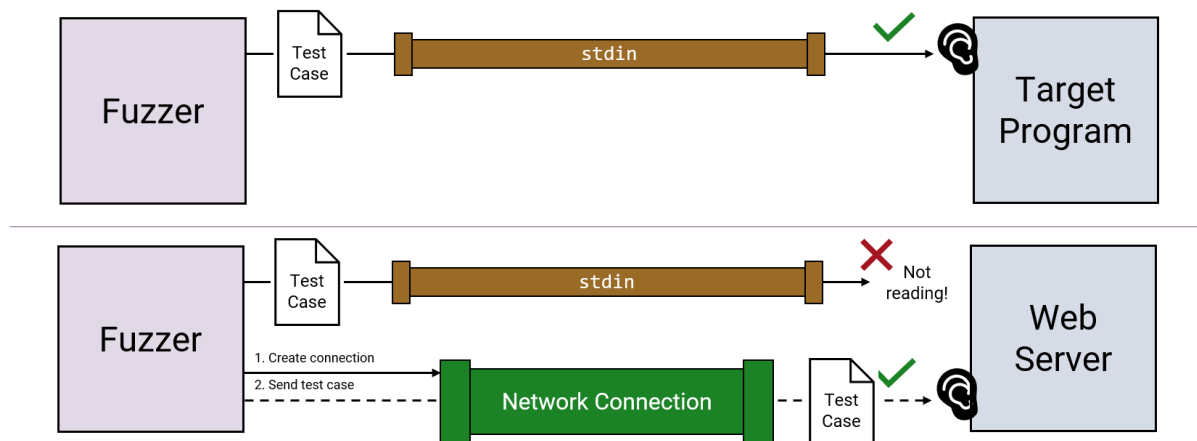 Fuzzer
Test
Case
stdin
Target
Program
Fuzzer
Test
Case
stdin
Not
reading!
Web
Server
1. Create connection
2. Send test case
Network Connection
Test
Case